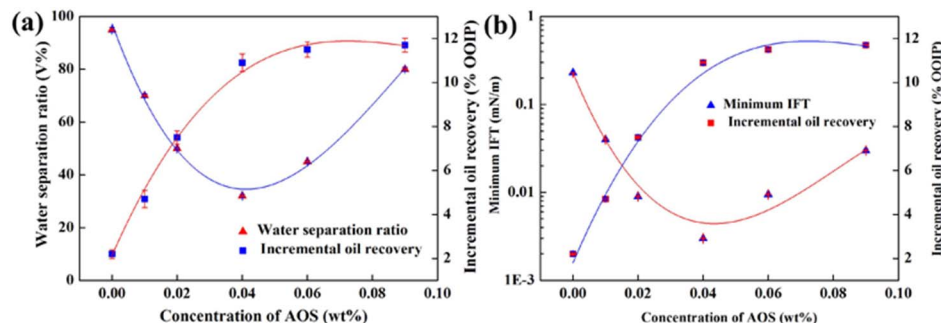 (a)
Water separation ratio (V%)
100
80
60
40
20
0
Water separation ratio
Incremental oil recovery
12
10
8
6
4
2
Incremental oil recovery (% OOIP)
0.00 0.02 0.04 0.06 0.08 0.10
Concentration of AOS (wt%)
(b)
Minimum IFT (mN/m)
1
0.1
0.01
1E-3
Minimum IFT
Incremental oil recovery
12
10
8
6
4
2
Incremental oil recovery (% OOIP)
0.00 0.02 0.04 0.06 0.08 0.10
Concentration of AOS (wt%)